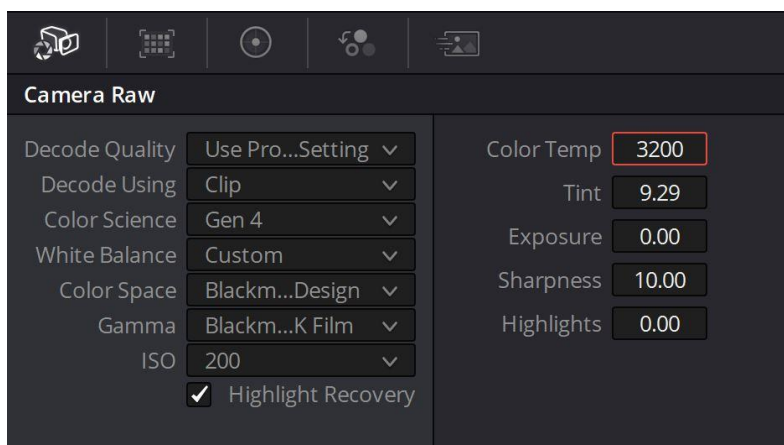 Camera Raw
Decode Quality Use Pro...Setting
Decode Using Clip
Color Science Gen 4
White Balance Custom
Color Space Blackm...Design
Gamma Blackm...K Film
ISO 200
Highlight Recovery
Color Temp 3200
Tint 9.29
Exposure 0.00
Sharpness 10.00
Highlights 0.00